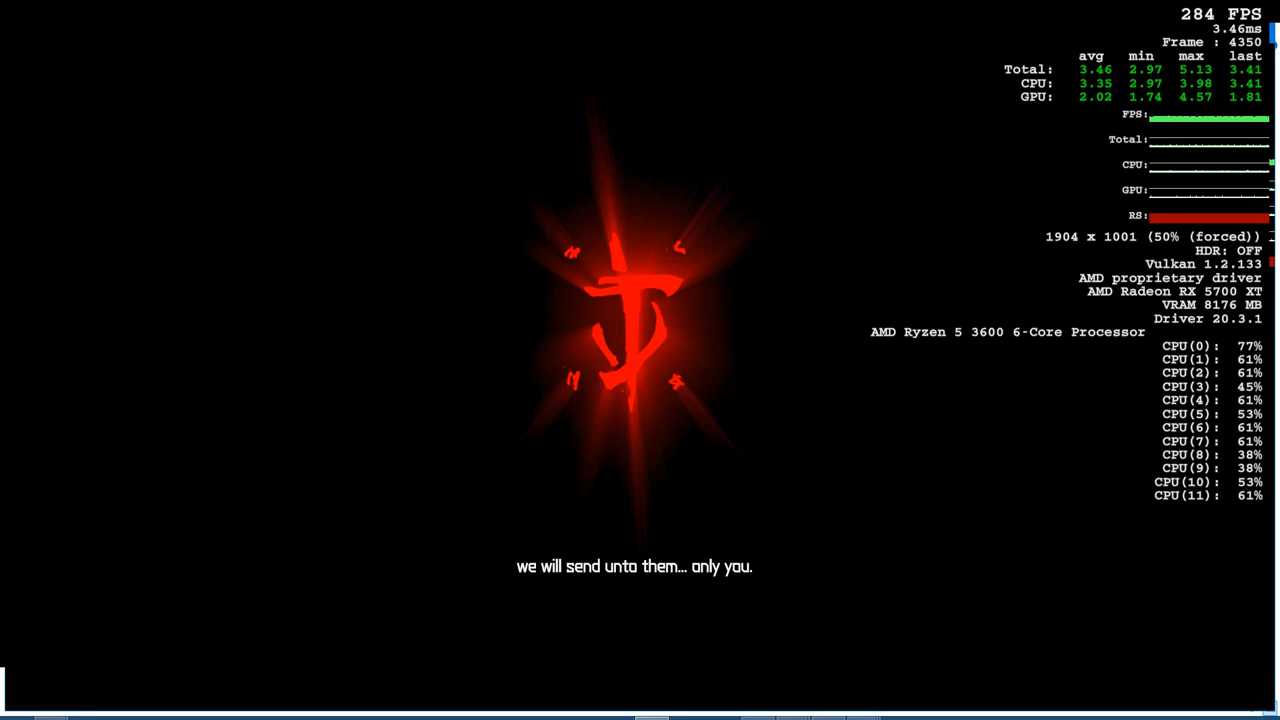 284 FPS
3.46ms
Frame : 4350
avg min max last
Total: 3.46 2.97 5.13 3.41
CPU: 3.35 2.97 3.98 3.41
GPU: 2.02 1.74 4.57 1.81
FPS:
Total:
CPU:
GPU:
RS:
1904 x 1001 (50% (forced))
HDR: OFF
Vulkan 1.2.133
AMD proprietary driver
AMD Radeon RX 5700 XT
VRAM 8176 MB
Driver 20.3.1
AMD Ryzen 5 3600 6-Core Processor
CPU(0): 77%
CPU(1): 61%
CPU(2): 61%
CPU(3): 45%
CPU(4): 61%
CPU(5): 53%
CPU(6): 61%
CPU(7): 61%
CPU(8): 38%
CPU(9): 38%
CPU(10): 53%
CPU(11): 61%
we will send unto them... only you.